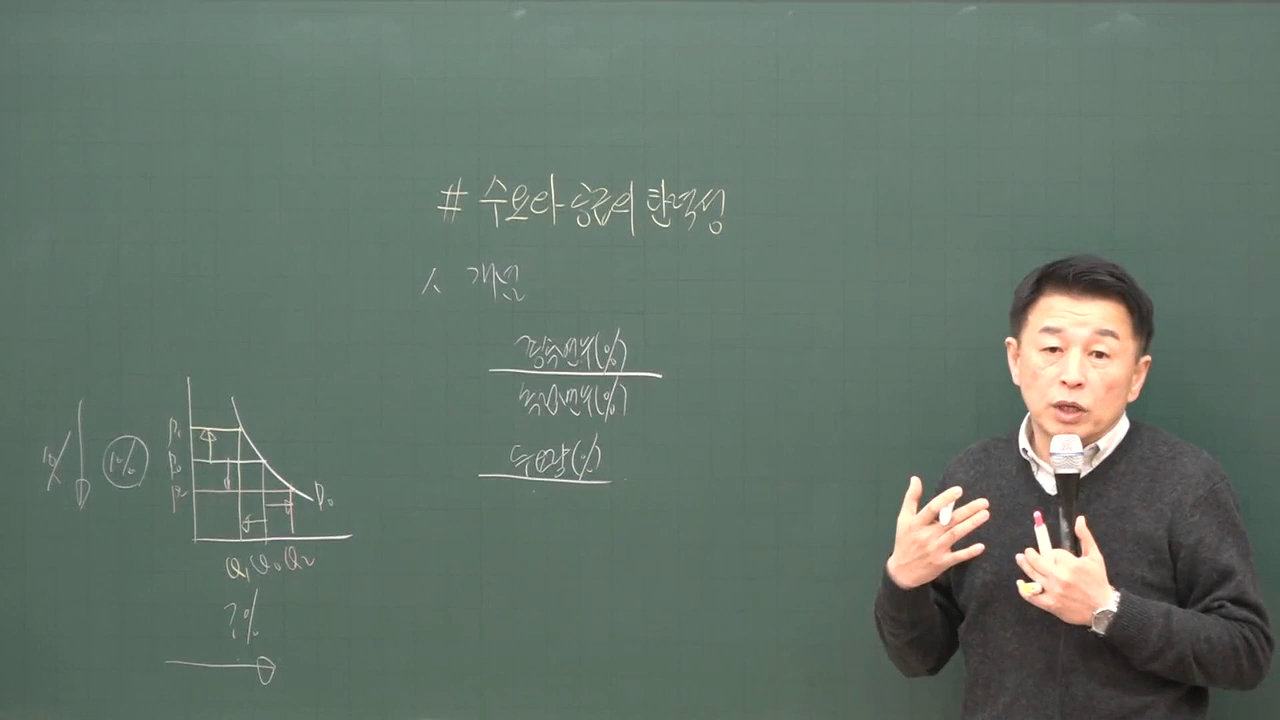 # 수요와 공급의 탄력성
1. 개념
종속변수(%)
독립변수(%)
수요량(%)
P₁
P₀
P₂
10%
1%
D₀
Q₁ Q₀ Q₂
?%